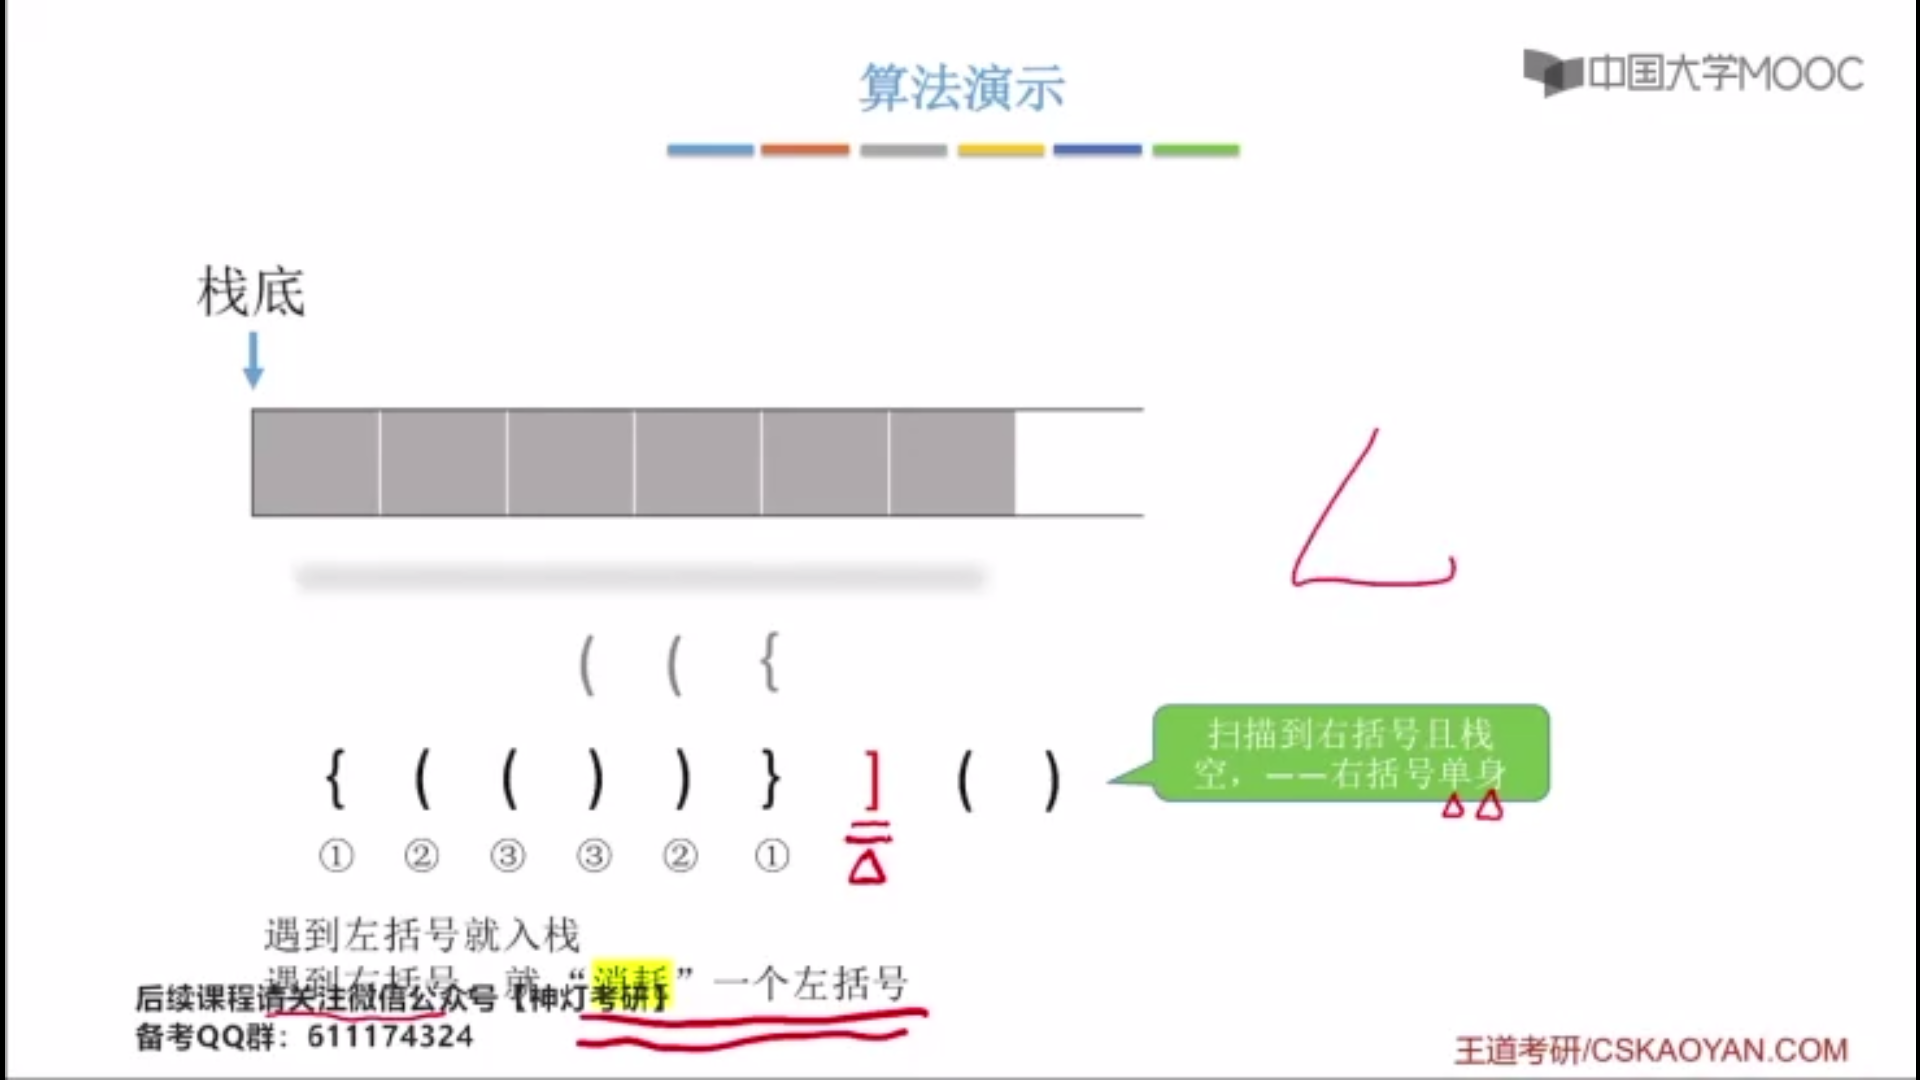 算法演示
中国大学MOOC
栈底
( ( {
{ ( ( ) ) } ] ( )
扫描到右括号且栈
空，——右括号单身
① ② ③ ③ ② ①
遇到左括号就入栈
遇到右括号，就“消耗”一个左括号
后续课程请关注微信公众号【神灯考研】
备考QQ群：611174324
王道考研/CSKAOYAN.COM